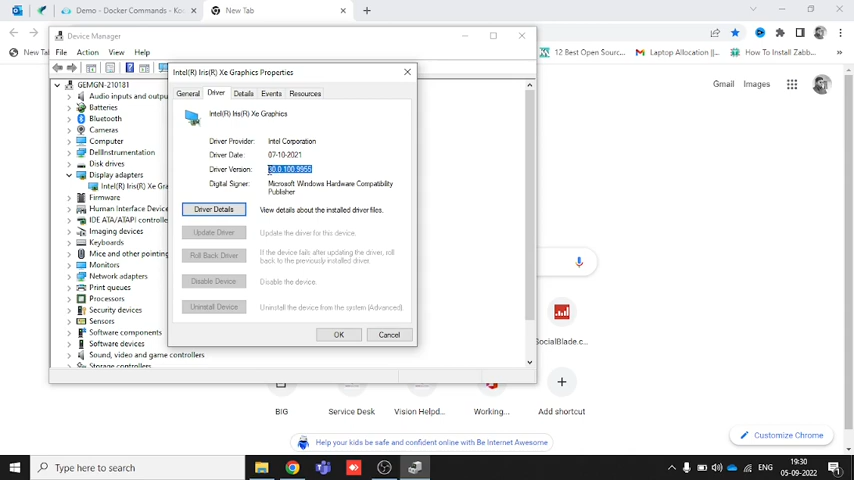 Demo - Docker Commands - Ko
New Tab
Device Manager
File Action View Help
New Ta
12 Best Open Sourc...
Laptop Allocation ||...
How To Install Zabb...
Gmail Images
GEMGN-210181
Audio inputs and outpu
Batteries
Bluetooth
Cameras
Computer
DellInstrumentation
Disk drives
Display adapters
Intel(R) Iris(R) Xe Gra
Firmware
Human Interface Device
IDE ATA/ATAPI controlle
Imaging devices
Keyboards
Mice and other pointing
Monitors
Network adapters
Print queues
Processors
Security devices
Sensors
Software components
Software devices
Sound, video and game controllers
Storage controllers
Intel(R) Iris(R) Xe Graphics Properties
General Driver Details Events Resources
Intel(R) Iris(R) Xe Graphics
Driver Provider: Intel Corporation
Driver Date: 07-10-2021
Driver Version: 30.0.100.9955
Digital Signer: Microsoft Windows Hardware Compatibility
Publisher
Driver Details View details about the installed driver files.
Update Driver Update the driver for this device.
Roll Back Driver If the device fails after updating the driver, roll
back to the previously installed driver.
Disable Device Disable the device.
Uninstall Device Uninstall the device from the system (Advanced).
OK Cancel
SocialBlade.c...
BIG Service Desk Vision Helpd... Working... Add shortcut
Customize Chrome
Help your kids be safe and confident online with Be Internet Awesome
Type here to search
ENG
19:30
05-09-2022